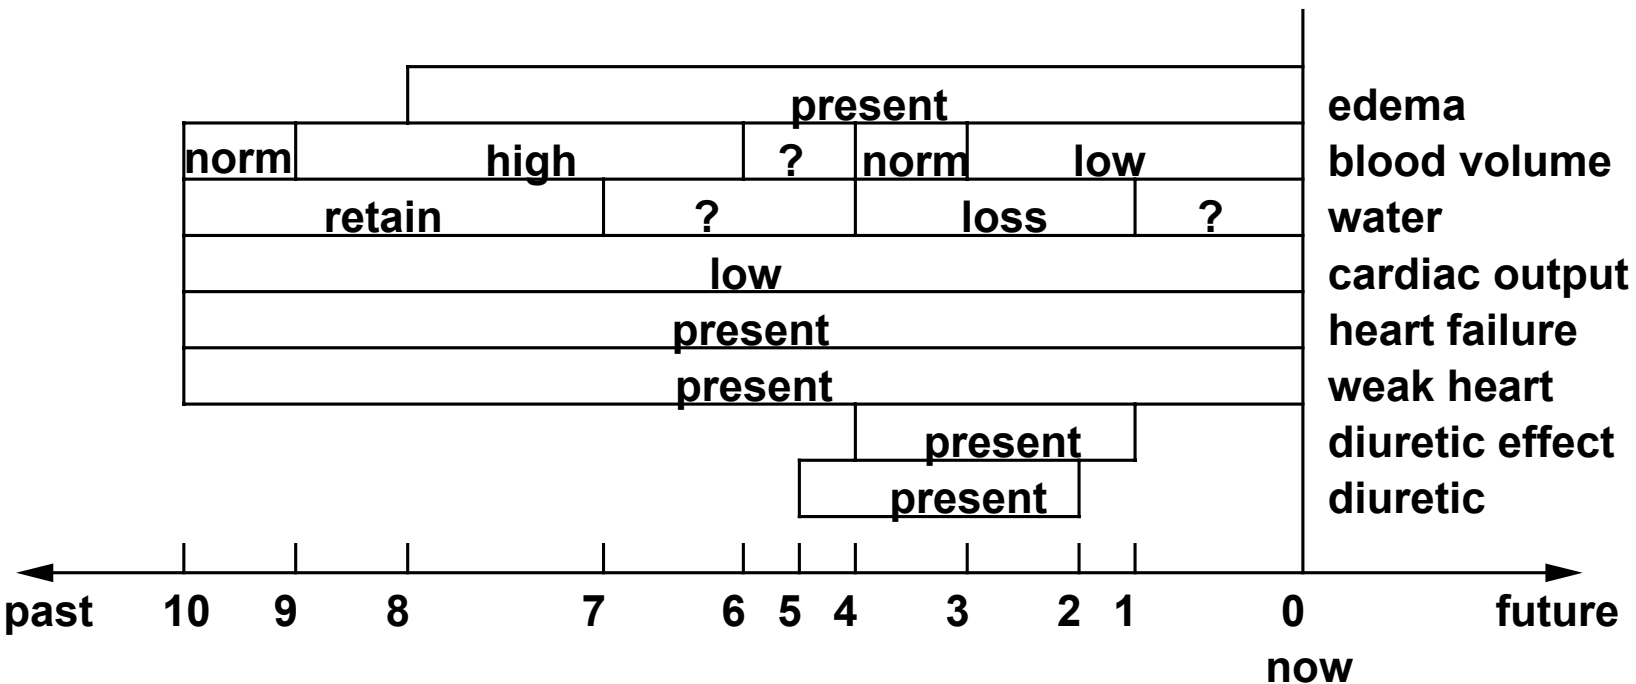 present edema
norm high ? norm low blood volume
retain ? loss ? water
low cardiac output
present heart failure
present weak heart
present diuretic effect
present diuretic
past 10 9 8 7 6 5 4 3 2 1 0 future
now